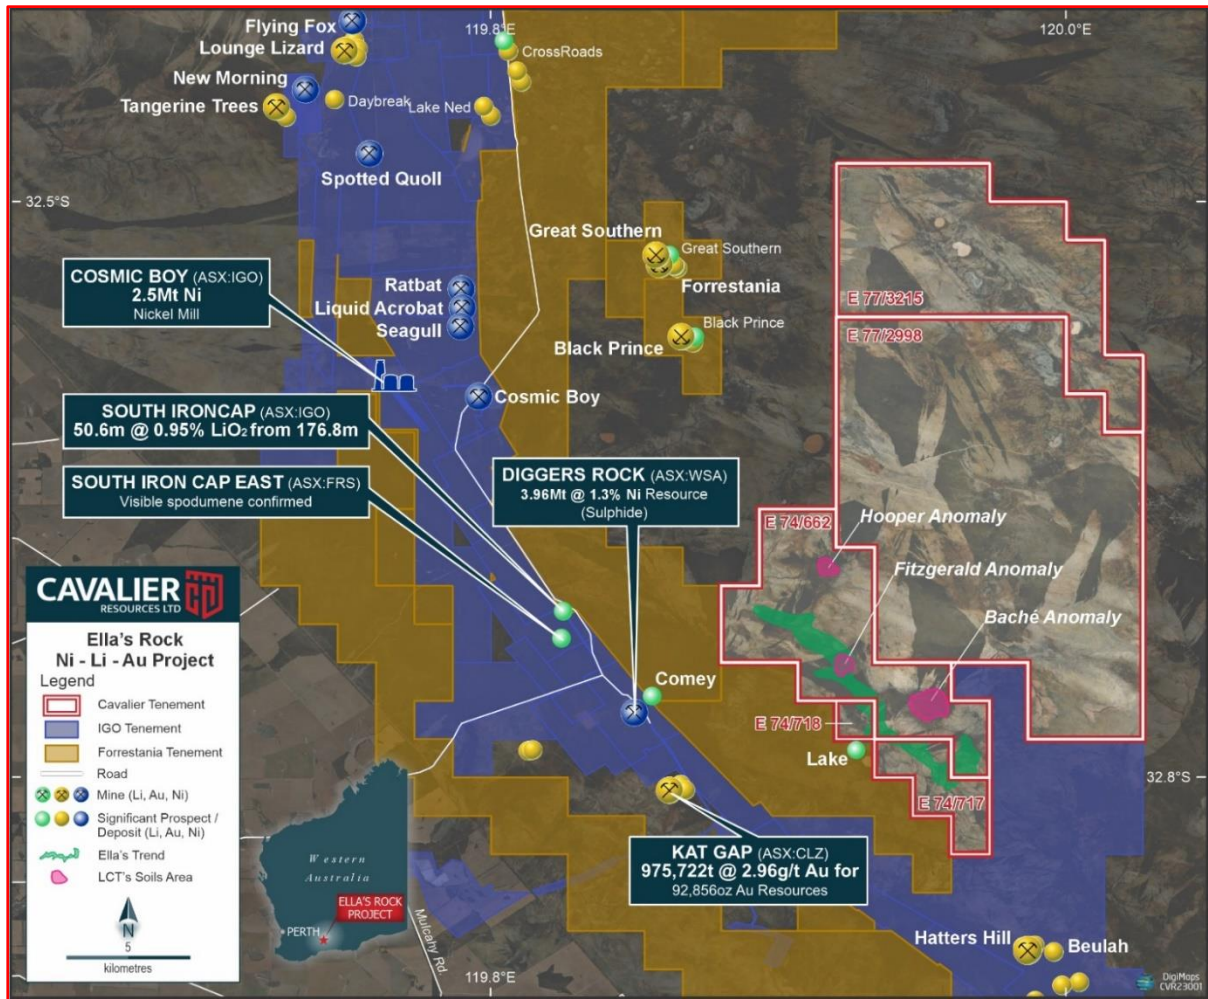 Flying Fox
119.8°E
120.0°E
Lounge Lizard
CrossRoads
New Morning
Tangerine Trees
Daybreak
Lake Ned
Spotted Quoll
32.5°S
Great Southern
Great Southern
Forrestania
COSMIC BOY (ASX:IGO)
2.5Mt Ni
Nickel Mill
Ratbat
Liquid Acrobat
Seagull
E 77/3215
E 77/2998
Black Prince
Black Prince
Cosmic Boy
SOUTH IRONCAP (ASX:IGO)
50.6m @ 0.95% LiO2 from 176.8m
SOUTH IRON CAP EAST (ASX:FRS)
Visible spodumene confirmed
DIGGERS ROCK (ASX:WSA)
3.96Mt @ 1.3% Ni Resource
(Sulphide)
E 74/662
Hooper Anomaly
Fitzgerald Anomaly
Baché Anomaly
CAVALIER
RESOURCES LTD
Ella's Rock
Ni - Li - Au Project
Legend
Cavalier Tenement
IGO Tenement
Forrestania Tenement
Road
Mine (Li, Au, Ni)
Significant Prospect /
Deposit (Li, Au, Ni)
Ella's Trend
LCT's Soils Area
N
5
kilometres
Comey
E 74/718
Lake
32.8°S
E 74/717
Western
Australia
ELLA'S ROCK
PROJECT
PERTH
Mulcahy Rd.
KAT GAP (ASX:CLZ)
975,722t @ 2.96g/t Au for
92,856oz Au Resources
Hatters Hill
Beulah
119.8°E
DigiMaps
CVR23001